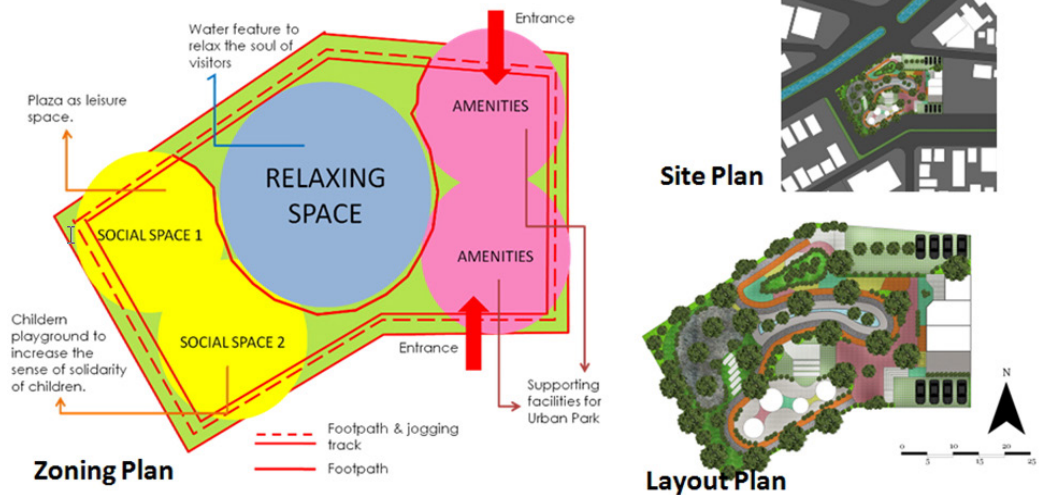 Water feature to
relax the soul of
visitors
Entrance
Plaza as leisure
space.
AMENITIES
RELAXING
SPACE
SOCIAL SPACE 1
AMENITIES
Childern
playground to
increase the
sense of solidarity
of children.
SOCIAL SPACE 2
Entrance
Supporting
facilities for
Urban Park
Footpath & jogging
track
Footpath
Zoning Plan
Site Plan
N
0 10 20
5 15 25
Layout Plan